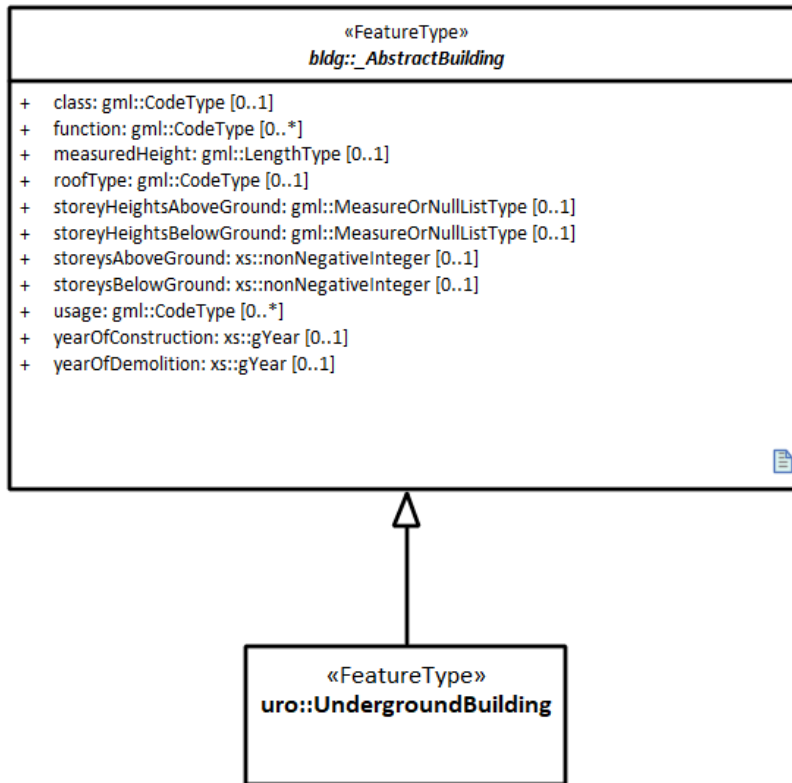 «FeatureType»
bldg::_AbstractBuilding
+ class: gml::CodeType [0..1]
+ function: gml::CodeType [0..*]
+ measuredHeight: gml::LengthType [0..1]
+ roofType: gml::CodeType [0..1]
+ storeyHeightsAboveGround: gml::MeasureOrNullListType [0..1]
+ storeyHeightsBelowGround: gml::MeasureOrNullListType [0..1]
+ storeysAboveGround: xs::nonNegativeInteger [0..1]
+ storeysBelowGround: xs::nonNegativeInteger [0..1]
+ usage: gml::CodeType [0..*]
+ yearOfConstruction: xs::gYear [0..1]
+ yearOfDemolition: xs::gYear [0..1]
«FeatureType»
uro::UndergroundBuilding